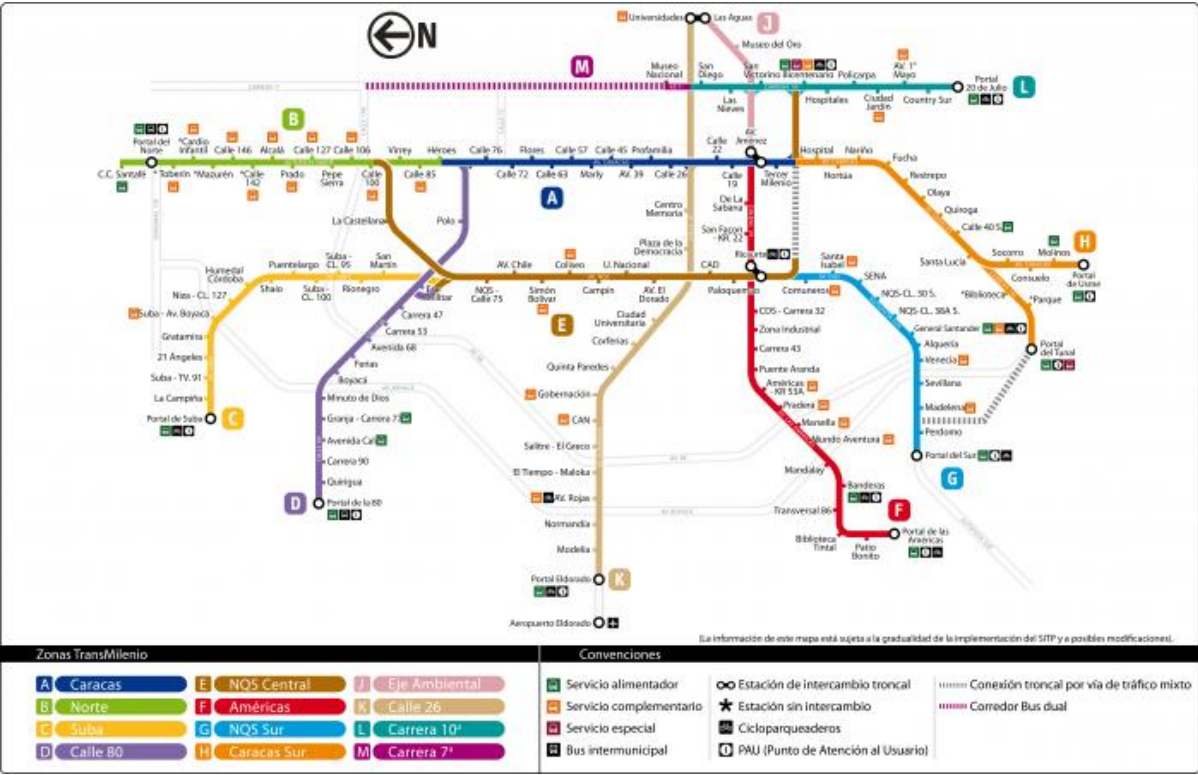 N
Universidades
Las Aguas
J
Museo del Oro
M
Museo
Nacional
San
Diego
San
Victorino
Bicentenario
Policarpa
AV. 1°
Mayo
Portal
20 de Julio
L
Las
Nieves
Hospitales
Ciudad
Jardín
Country Sur
B
Portal del
Norte
*Cardio
Infantil
Calle 146
Alcalá
Calle 127
Calle 106
Virrey
Héroes
Calle 76
Flores
Calle 57
Calle 45
Profamilia
Calle
22
AV.
Jiménez
Hospital
Nariño
C.C. Santafé
* Toberín
*Mazurén
*Calle
142
Prado
Pepe
Sierra
Calle
100
Calle 85
Calle 72
Calle 63
Marly
AV. 39
Calle 26
Calle
19
Tercer
Milenio
Hortúa
Fucha
Restrepo
Olaya
Quiroga
Calle 40 S.
Santa Lucía
Socorro
Molinos
H
Consuelo
Portal
de Usme
*Biblioteca
*Parque
Portal
del Tunal
A
La Castellana
Polo
Centro
Memoria
De La
Sabana
San Facon
- KR. 22
Plaza de la
Democracia
Ricaurte
Humedal
Córdoba
Puentelargo
Suba -
CL. 95
San
Martín
Shaio
Suba -
CL. 100
Rionegro
Niza - CL. 127
Suba - Av. Boyacá
Gratamira
21 Ángeles
Suba - TV. 91
La Campiña
Portal de Suba
C
AV. Chile
Coliseo
U. Nacional
CAD
NQS -
Calle 75
Simón
Bolívar
Campín
AV. El
Dorado
Paloquemao
E
Comuneros
Santa
Isabel
SENA
NQS-CL. 30 S.
NQS-CL. 38A S.
General Santander
Alquería
Venecia
Sevillana
Madelena
Perdomo
Portal del Sur
G
Carrera 47
Carrera 53
Avenida 68
Ferias
Boyacá
Minuto de Dios
Granja - Carrera 77
Avenida Cali
Carrera 90
Quirigua
D
Portal de la 80
Ciudad
Universitaria
Corferias
Quinta Paredes
Gobernación
CAN
Salitre - El Greco
El Tiempo - Maloka
AV. Rojas
Normandía
Modelia
Portal Eldorado
K
Aeropuerto Eldorado
CDS - Carrera 32
Zona Industrial
Carrera 43
Puente Aranda
Américas
- KR 53A
Pradera
Marsella
Mundo Aventura
Mandalay
Banderas
Transversal 86
F
Biblioteca
Tintal
Patio
Bonito
Portal de las
Américas
(La información de este mapa está sujeta a la gradualidad de la implementación del SITP y a posibles modificaciones).
Zonas TransMilenio
A Caracas
B Norte
C Suba
D Calle 80
E NQS Central
F Américas
G NQS Sur
H Caracas Sur
J Eje Ambiental
K Calle 26
L Carrera 10ª
M Carrera 7ª
Convenciones
Servicio alimentador
Servicio complementario
Servicio especial
Bus intermunicipal
Estación de intercambio troncal
Estación sin intercambio
Cicloparqueaderos
PAU (Punto de Atención al Usuario)
Conexión troncal por vía de tráfico mixto
Corredor Bus dual